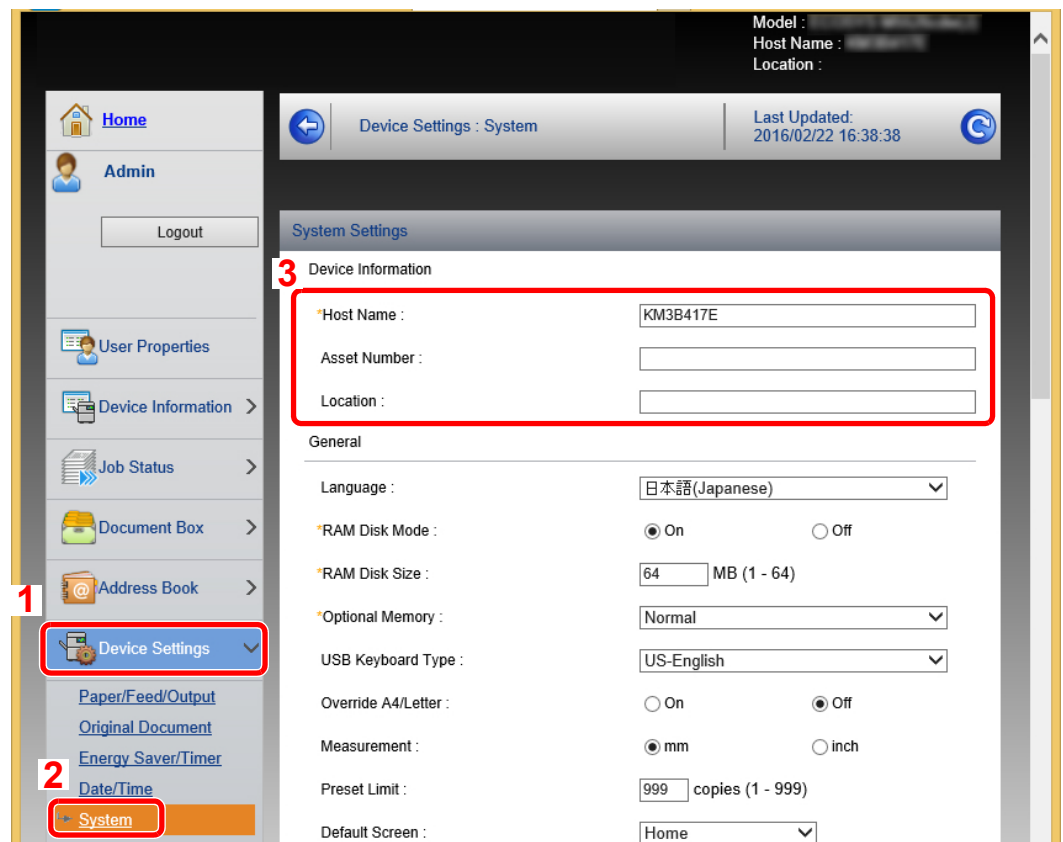 Model :
Host Name :
Location :
Home
Admin
Logout
User Properties
Device Information
Job Status
Document Box
Address Book
1
Device Settings
Paper/Feed/Output
Original Document
Energy Saver/Timer
2
Date/Time
System
Device Settings : System
Last Updated:
2016/02/22 16:38:38
System Settings
3
Device Information
*Host Name : KM3B417E
Asset Number :
Location :
General
Language : 日本語(Japanese)
*RAM Disk Mode : On Off
*RAM Disk Size : 64 MB (1 - 64)
*Optional Memory : Normal
USB Keyboard Type : US-English
Override A4/Letter : On Off
Measurement : mm inch
Preset Limit : 999 copies (1 - 999)
Default Screen : Home